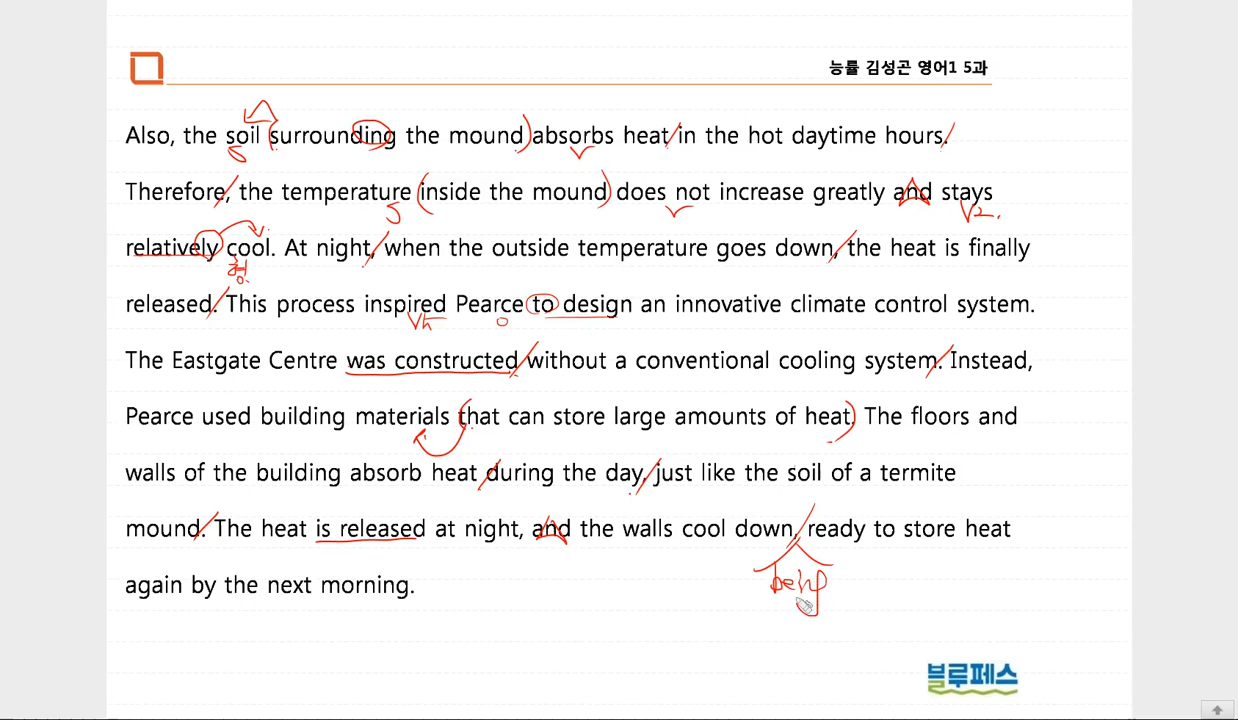 능률 김성곤 영어1 5과
Also, the soil surrounding the mound absorbs heat in the hot daytime hours.
S
V
Therefore, the temperature inside the mound does not increase greatly and stays
S
V
V2.
relatively cool. At night, when the outside temperature goes down, the heat is finally
형
released. This process inspired Pearce to design an innovative climate control system.
O
The Eastgate Centre was constructed without a conventional cooling system. Instead,
Pearce used building materials that can store large amounts of heat. The floors and
walls of the building absorb heat during the day, just like the soil of a termite
mound. The heat is released at night, and the walls cool down, ready to store heat
being
again by the next morning.
블루페스